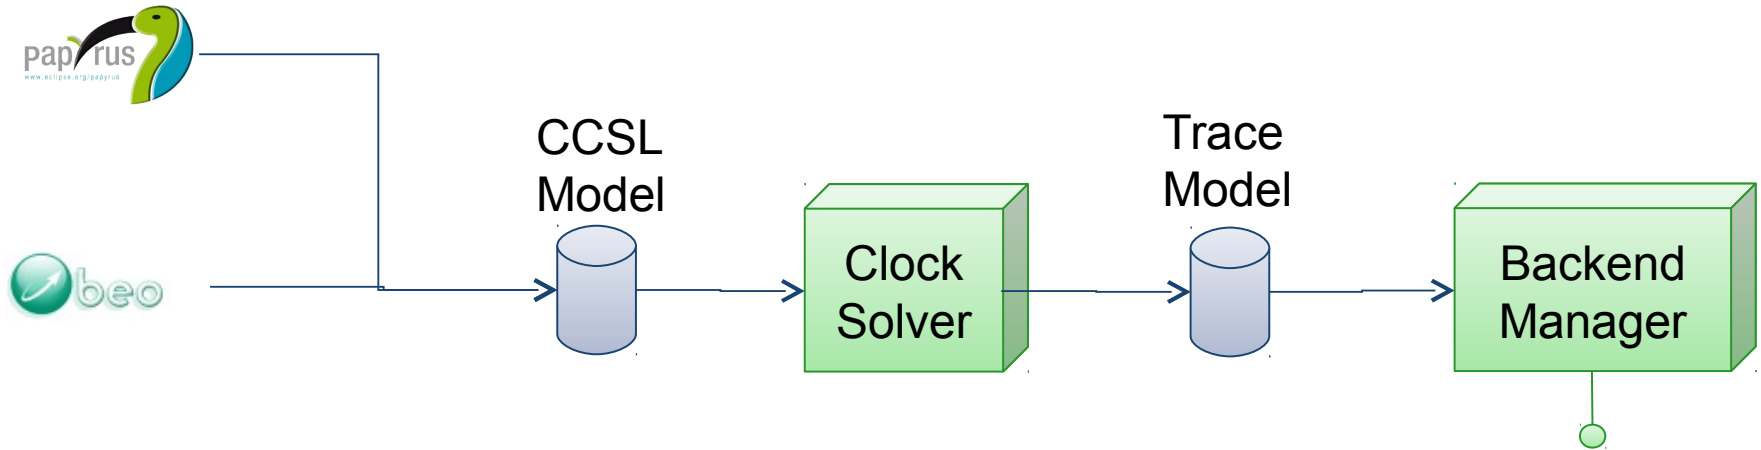 papyrus
www.eclipse.org/papyrus
CCSL
Model
Trace
Model
Clock
Solver
Backend
Manager
Obeo